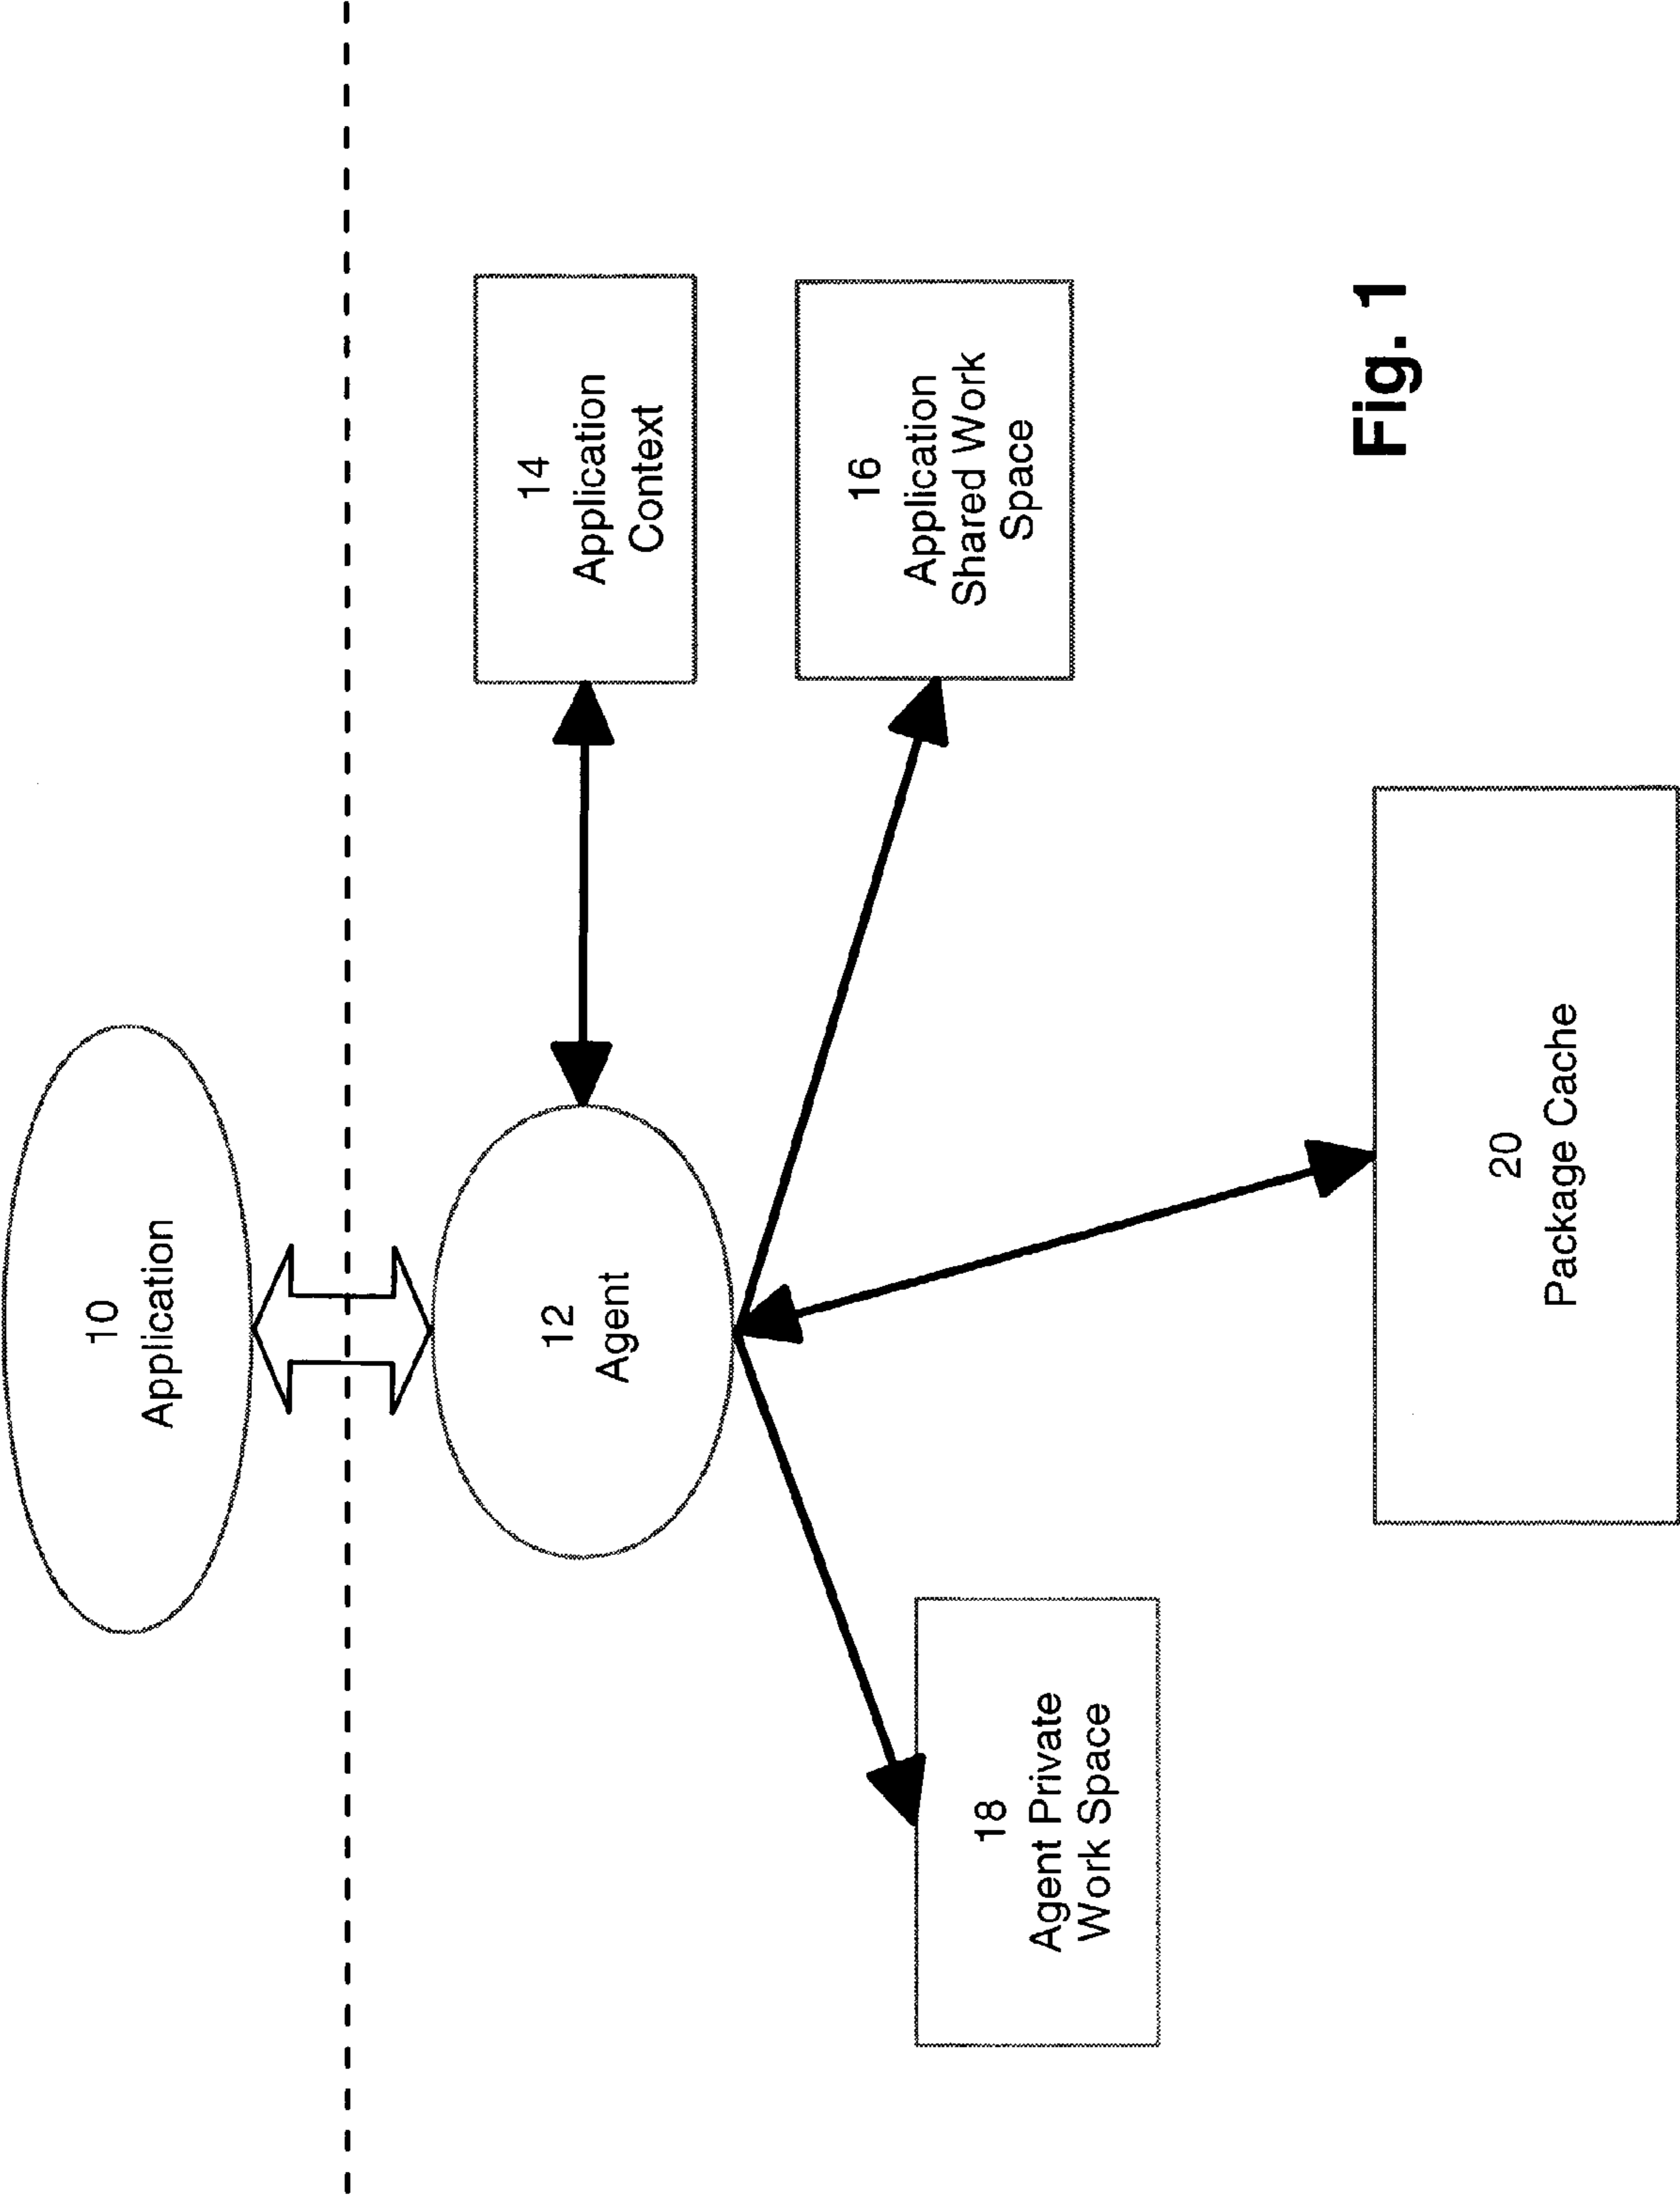 10
Application
12
Agent
14
Application
Context
16
Application
Shared Work
Space
18
Agent Private
Work Space
20
Package Cache
Fig. 1